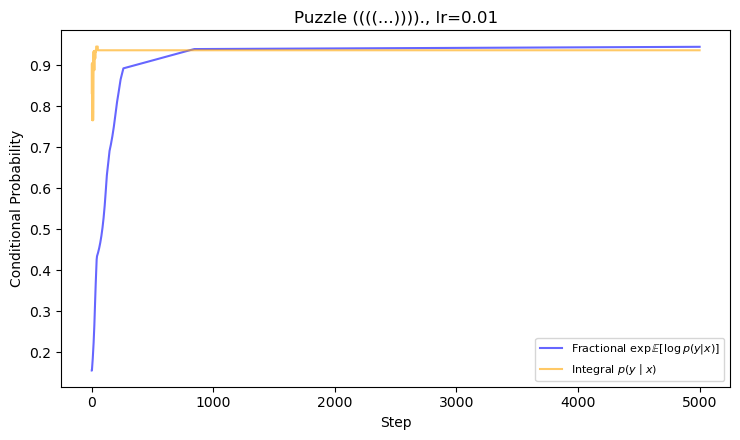 Puzzle ((((...))))., lr=0.01
Conditional Probability
0.9
0.8
0.7
0.6
0.5
0.4
0.3
0.2
0
1000
2000
3000
4000
5000
Step
Fractional exp𝔼[log p(y|x)]
Integral p(y | x)